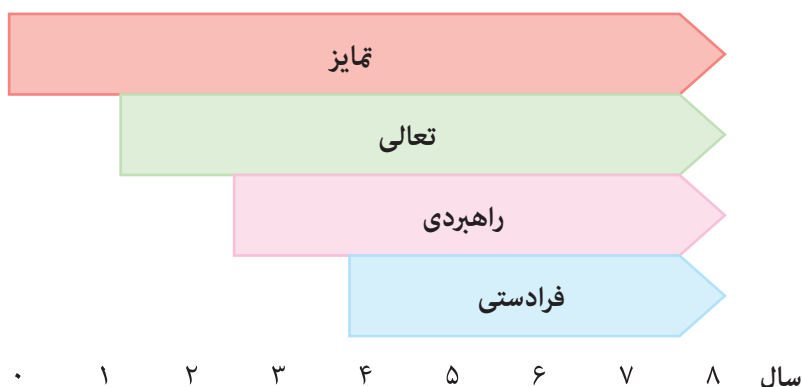 تمایز
تعالی
راهبردی
فرادستی
۰ ۱ ۲ ۳ ۴ ۵ ۶ ۷ ۸ سال